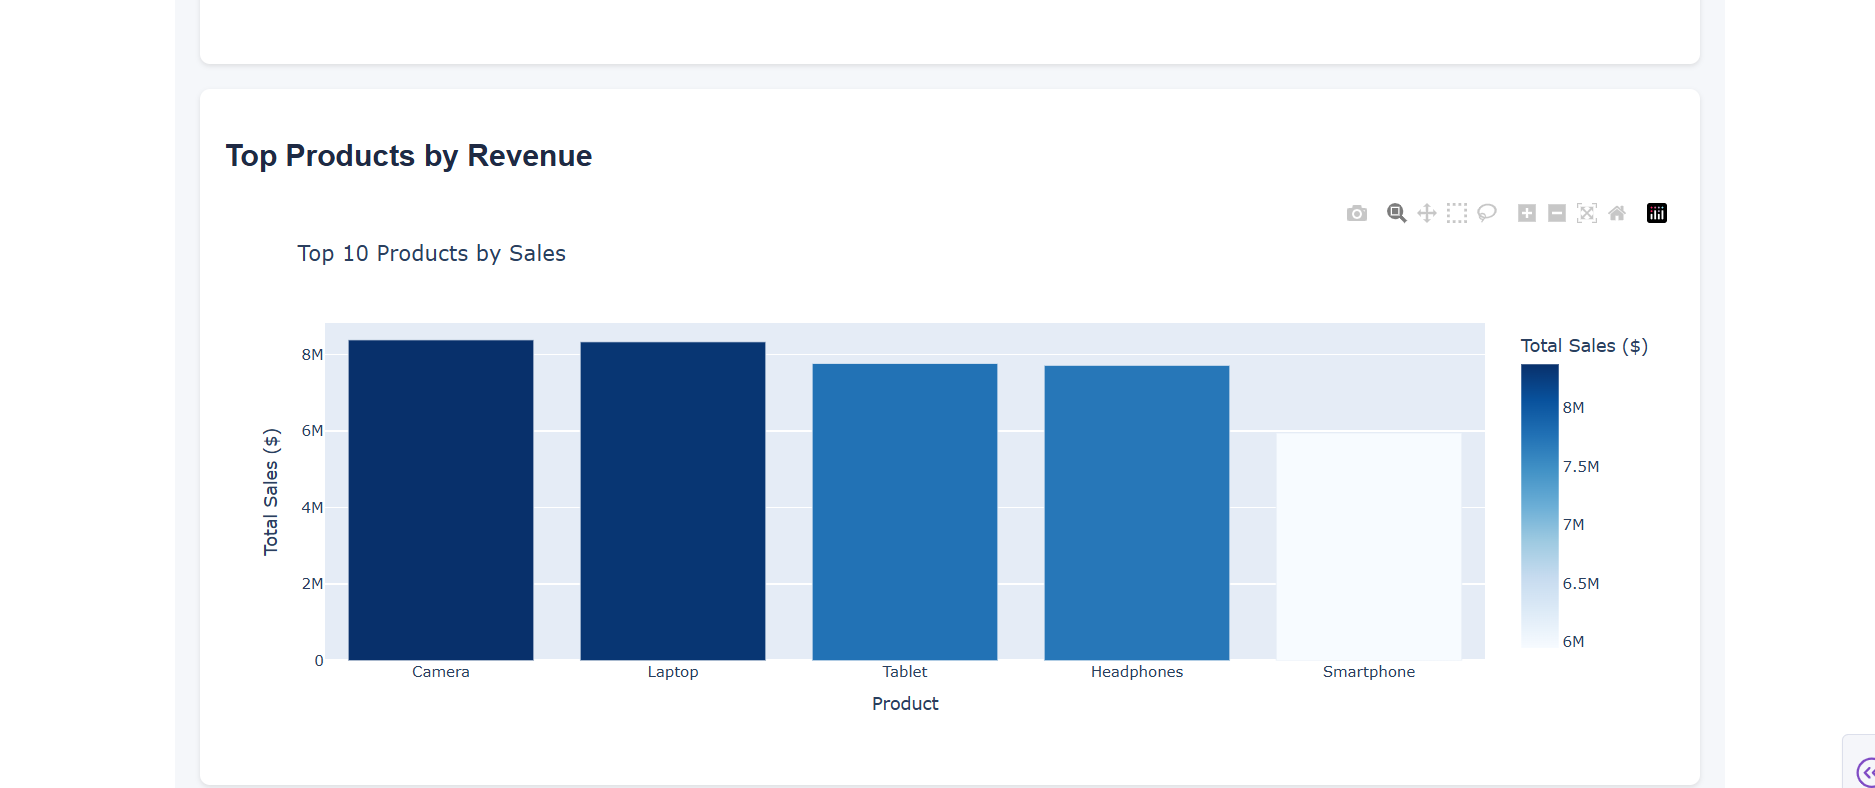 Top Products by Revenue
Top 10 Products by Sales
Total Sales ($)
8M
6M
4M
2M
0
Camera
Laptop
Tablet
Headphones
Smartphone
Product
Total Sales ($)
8M
7.5M
7M
6.5M
6M